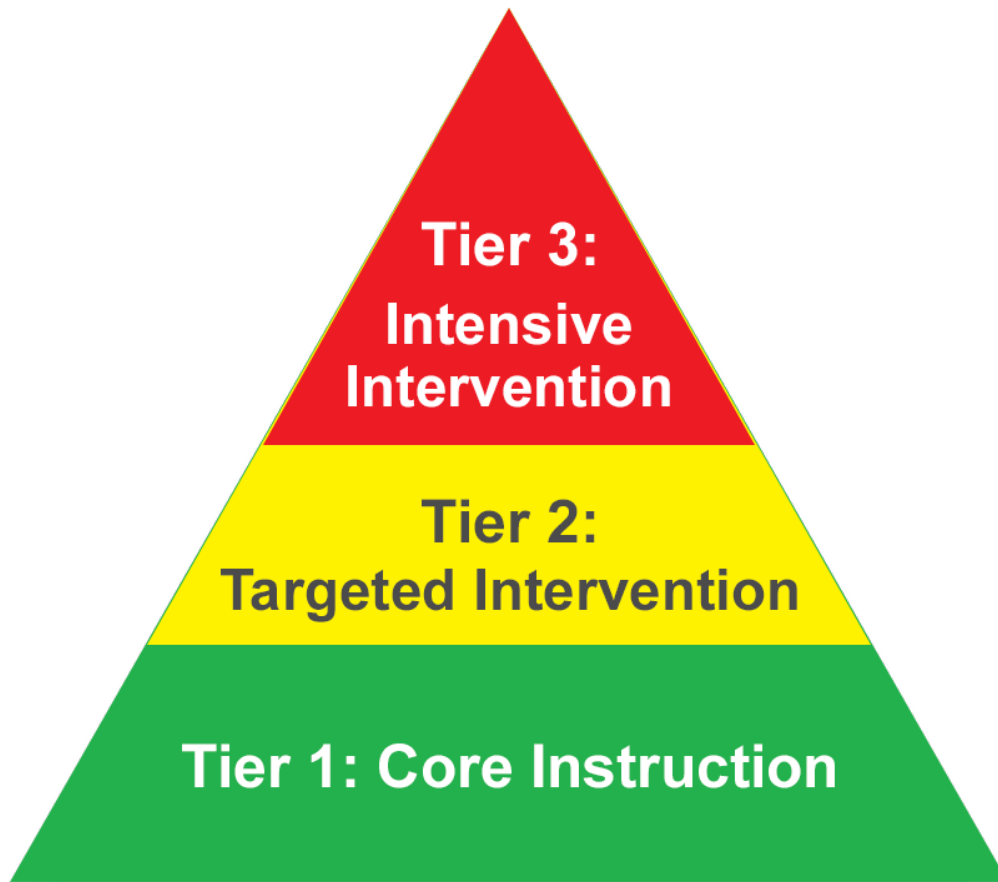 Tier 3:
Intensive
Intervention
Tier 2:
Targeted Intervention
Tier 1: Core Instruction